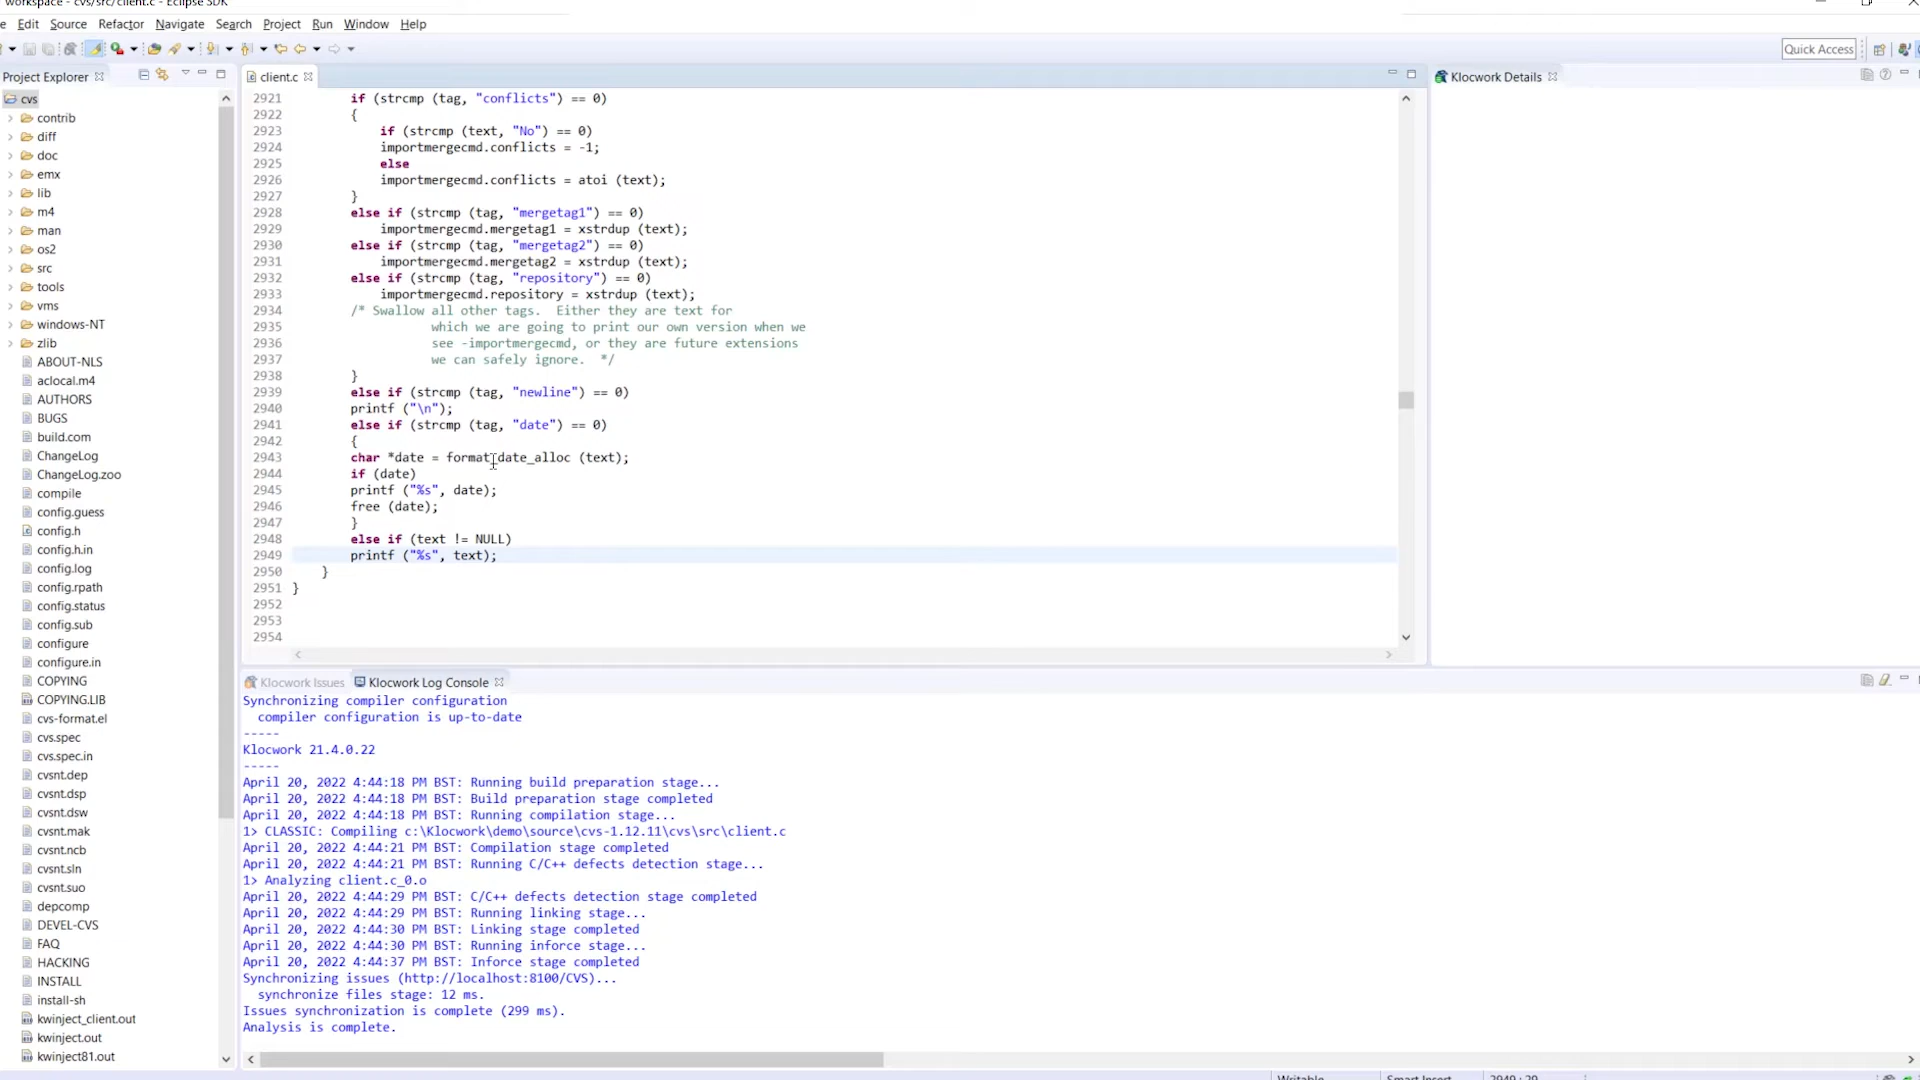 workspace - cvs/src/client.c - Eclipse SDK
Edit Source Refactor Navigate Search Project Run Window Help
Quick Access
Project Explorer
cvs
contrib
diff
doc
emx
lib
m4
man
os2
src
tools
vms
windows-NT
zlib
ABOUT-NLS
aclocal.m4
AUTHORS
BUGS
build.com
ChangeLog
ChangeLog.zoo
compile
config.guess
config.h
config.h.in
config.log
config.rpath
config.status
config.sub
configure
configure.in
COPYING
COPYING.LIB
cvs-format.el
cvs.spec
cvs.spec.in
cvsnt.dep
cvsnt.dsp
cvsnt.dsw
cvsnt.mak
cvsnt.ncb
cvsnt.sln
cvsnt.suo
depcomp
DEVEL-CVS
FAQ
HACKING
INSTALL
install-sh
kwinject_client.out
kwinject.out
kwinject81.out
client.c
2921 if (strcmp (tag, "conflicts") == 0)
2922 {
2923 if (strcmp (text, "No") == 0)
2924 importmergecmd.conflicts = -1;
2925 else
2926 importmergecmd.conflicts = atoi (text);
2927 }
2928 else if (strcmp (tag, "mergetag1") == 0)
2929 importmergecmd.mergetag1 = xstrdup (text);
2930 else if (strcmp (tag, "mergetag2") == 0)
2931 importmergecmd.mergetag2 = xstrdup (text);
2932 else if (strcmp (tag, "repository") == 0)
2933 importmergecmd.repository = xstrdup (text);
2934 /* Swallow all other tags. Either they are text for
2935 which we are going to print our own version when we
2936 see -importmergecmd, or they are future extensions
2937 we can safely ignore. */
2938 }
2939 else if (strcmp (tag, "newline") == 0)
2940 printf ("\n");
2941 else if (strcmp (tag, "date") == 0)
2942 {
2943 char *date = format_date_alloc (text);
2944 if (date)
2945 printf ("%s", date);
2946 free (date);
2947 }
2948 else if (text != NULL)
2949 printf ("%s", text);
2950 }
2951 }
2952
2953
2954
Klocwork Details
Klocwork Issues Klocwork Log Console
Synchronizing compiler configuration
compiler configuration is up-to-date
-----
Klocwork 21.4.0.22
-----
April 20, 2022 4:44:18 PM BST: Running build preparation stage...
April 20, 2022 4:44:18 PM BST: Build preparation stage completed
April 20, 2022 4:44:18 PM BST: Running compilation stage...
1> CLASSIC: Compiling c:\Klocwork\demo\source\cvs-1.12.11\cvs\src\client.c
April 20, 2022 4:44:21 PM BST: Compilation stage completed
April 20, 2022 4:44:21 PM BST: Running C/C++ defects detection stage...
1> Analyzing client.c_0.o
April 20, 2022 4:44:29 PM BST: C/C++ defects detection stage completed
April 20, 2022 4:44:29 PM BST: Running linking stage...
April 20, 2022 4:44:30 PM BST: Linking stage completed
April 20, 2022 4:44:30 PM BST: Running inforce stage...
April 20, 2022 4:44:37 PM BST: Inforce stage completed
Synchronizing issues (http://localhost:8100/CVS)...
synchronize files stage: 12 ms.
Issues synchronization is complete (299 ms).
Analysis is complete.
Writable Smart Insert 2949 : 29